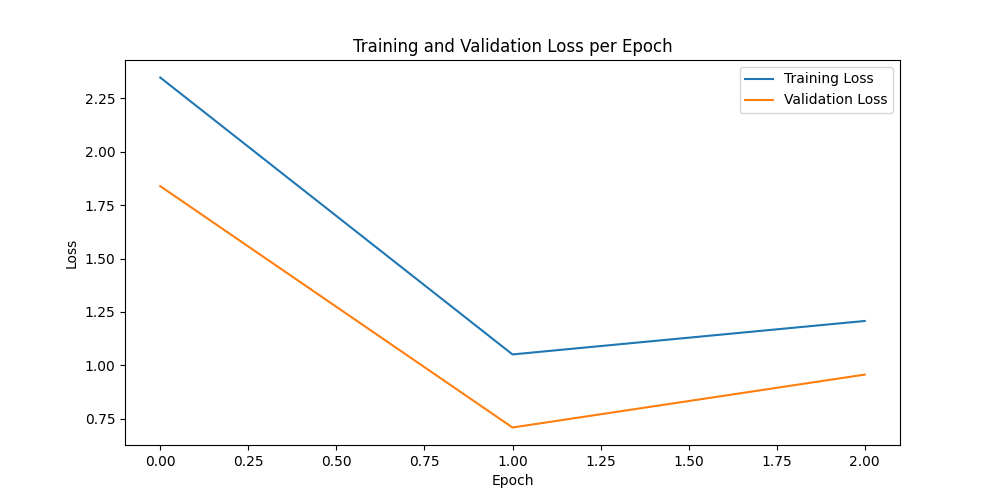 Training and Validation Loss per Epoch
Training Loss
Validation Loss
2.25
2.00
1.75
1.50
1.25
1.00
0.75
Loss
0.00 0.25 0.50 0.75 1.00 1.25 1.50 1.75 2.00
Epoch